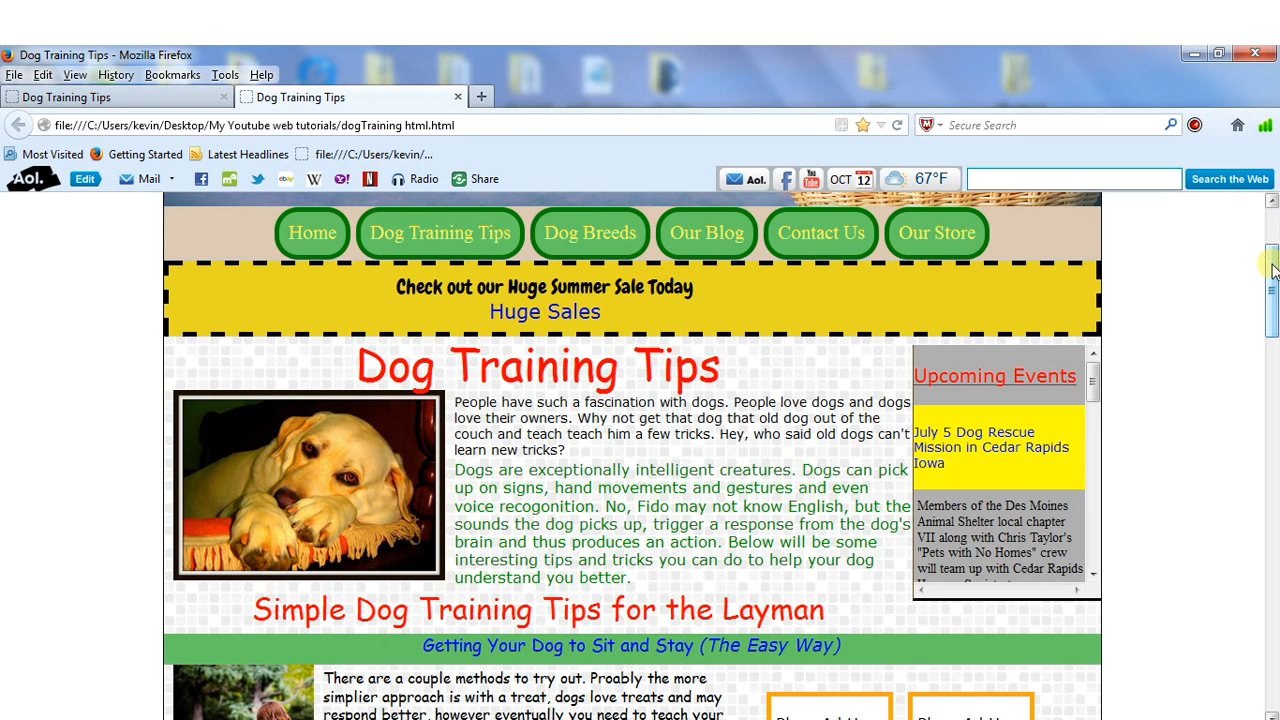 Dog Training Tips - Mozilla Firefox
File Edit View History Bookmarks Tools Help
Dog Training Tips
Dog Training Tips
file:///C:/Users/kevin/Desktop/My Youtube web tutorials/dogTraining html.html
Secure Search
Most Visited Getting Started Latest Headlines file:///C:/Users/kevin/...
Aol. Edit Mail Radio Share Aol. You Tube OCT 12 67°F Search the Web
Home Dog Training Tips Dog Breeds Our Blog Contact Us Our Store
Check out our Huge Summer Sale Today
Huge Sales
Dog Training Tips
People have such a fascination with dogs. People love dogs and dogs
love their owners. Why not get that dog that old dog out of the
couch and teach teach him a few tricks. Hey, who said old dogs can't
learn new tricks?
Dogs are exceptionally intelligent creatures. Dogs can pick
up on signs, hand movements and gestures and even
voice recogonition. No, Fido may not know English, but the
sounds the dog picks up, trigger a response from the dog's
brain and thus produces an action. Below will be some
interesting tips and tricks you can do to help your dog
understand you better.
Upcoming Events
July 5 Dog Rescue
Mission in Cedar Rapids
Iowa
Members of the Des Moines
Animal Shelter local chapter
VII along with Chris Taylor's
"Pets with No Homes" crew
will team up with Cedar Rapids
Simple Dog Training Tips for the Layman
Getting Your Dog to Sit and Stay (The Easy Way)
There are a couple methods to try out. Proably the more
simplier approach is with a treat, dogs love treats and may
respond better, however eventually you need to teach your